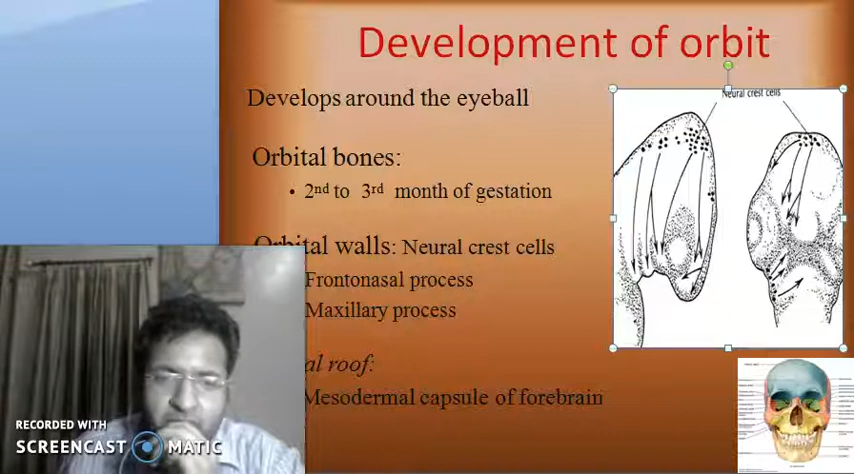 Development of orbit
Neural crest cells
Develops around the eyeball
Orbital bones:
• 2nd to 3rd month of gestation
Orbital walls: Neural crest cells
Frontonasal process
Maxillary process
al roof:
Mesodermal capsule of forebrain
RECORDED WITH
SCREENCAST MATIC